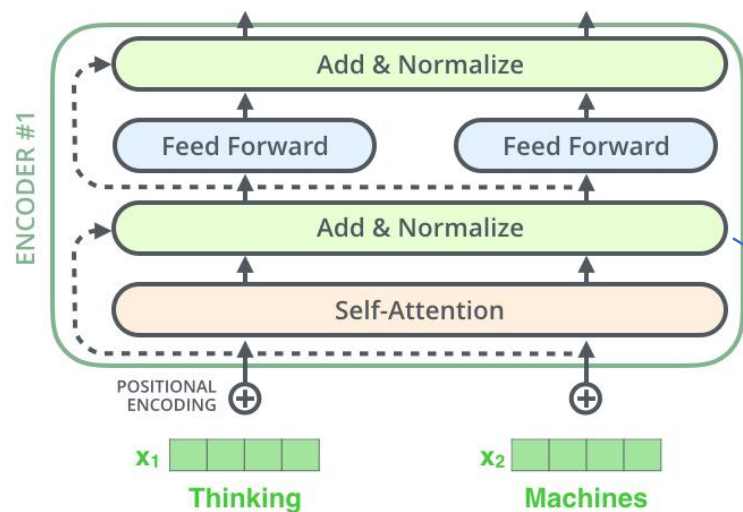 Add & Normalize
Feed Forward Feed Forward
ENCODER #1
Add & Normalize
Self-Attention
POSITIONAL
ENCODING
x₁ x₂
Thinking Machines